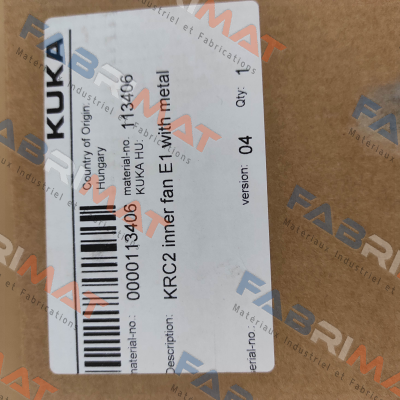 KUKA
Country of Origin:
Hungary
material-no.: 0000113406
material-no.: 113406
KUKA HU:
Description: KRC2 inner fan E1 with metal
version: 04
Qty: 1
serial-no.:
FABRIMAT
Matériaux Industriel et Fabrications